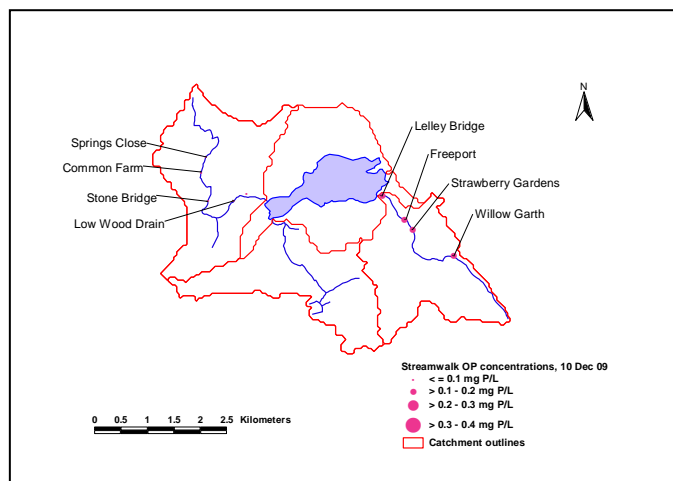 N
Lelley Bridge
Freeport
Springs Close
Common Farm
Strawberry Gardens
Stone Bridge
Willow Garth
Low Wood Drain
Streamwalk OP concentrations, 10 Dec 09
< = 0.1 mg P/L
> 0.1 - 0.2 mg P/L
> 0.2 - 0.3 mg P/L
> 0.3 - 0.4 mg P/L
Catchment outlines
0 0.5 1 1.5 2 2.5 Kilometers